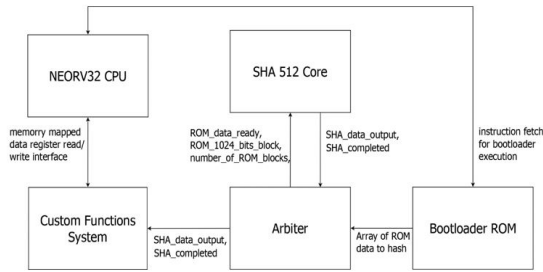 NEORV32 CPU
SHA 512 Core
memorry mapped
data register read/
write interface
ROM_data_ready,
ROM_1024_bits_block,
number_of_ROM_blocks,
SHA_data_output,
SHA_completed
instruction fetch
for bootloader
execution
Custom Functions
System
SHA_data_output,
SHA_completed
Arbiter
Array of ROM
data to hash
Bootloader ROM